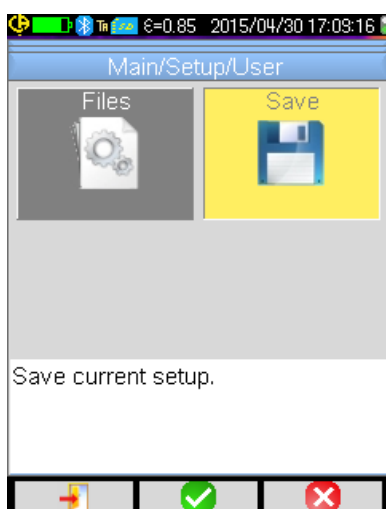 ε=0.85 2015/04/30 17:09:16
Main/Setup/User
Files
Save
Save current setup.